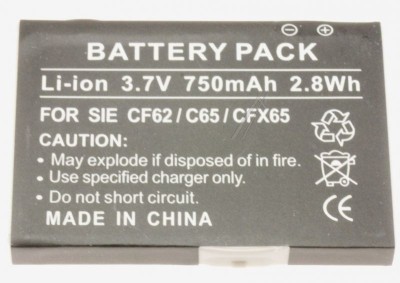 BATTERY PACK
Li-ion 3.7V 750mAh 2.8Wh
FOR SIE CF62 / C65 / CFX65
CAUTION:
May explode if disposed of in fire.
Use specified charger only.
Do not short circuit.
MADE IN CHINA
CE